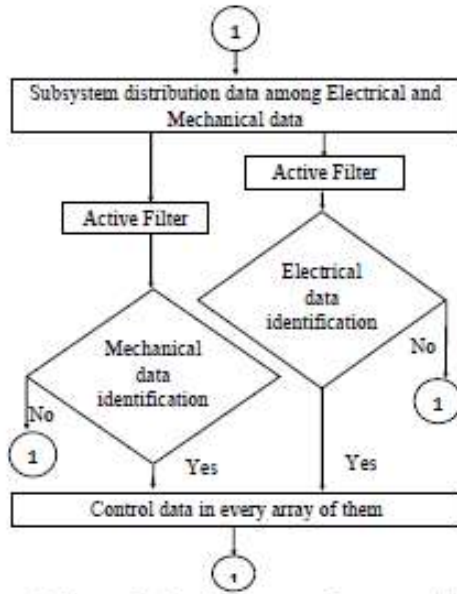 1
Subsystem distribution data among Electrical and
Mechanical data
Active Filter
Active Filter
Electrical
data
identification
Mechanical
data
identification
No
1
No
1
Yes
Yes
Control data in every array of them